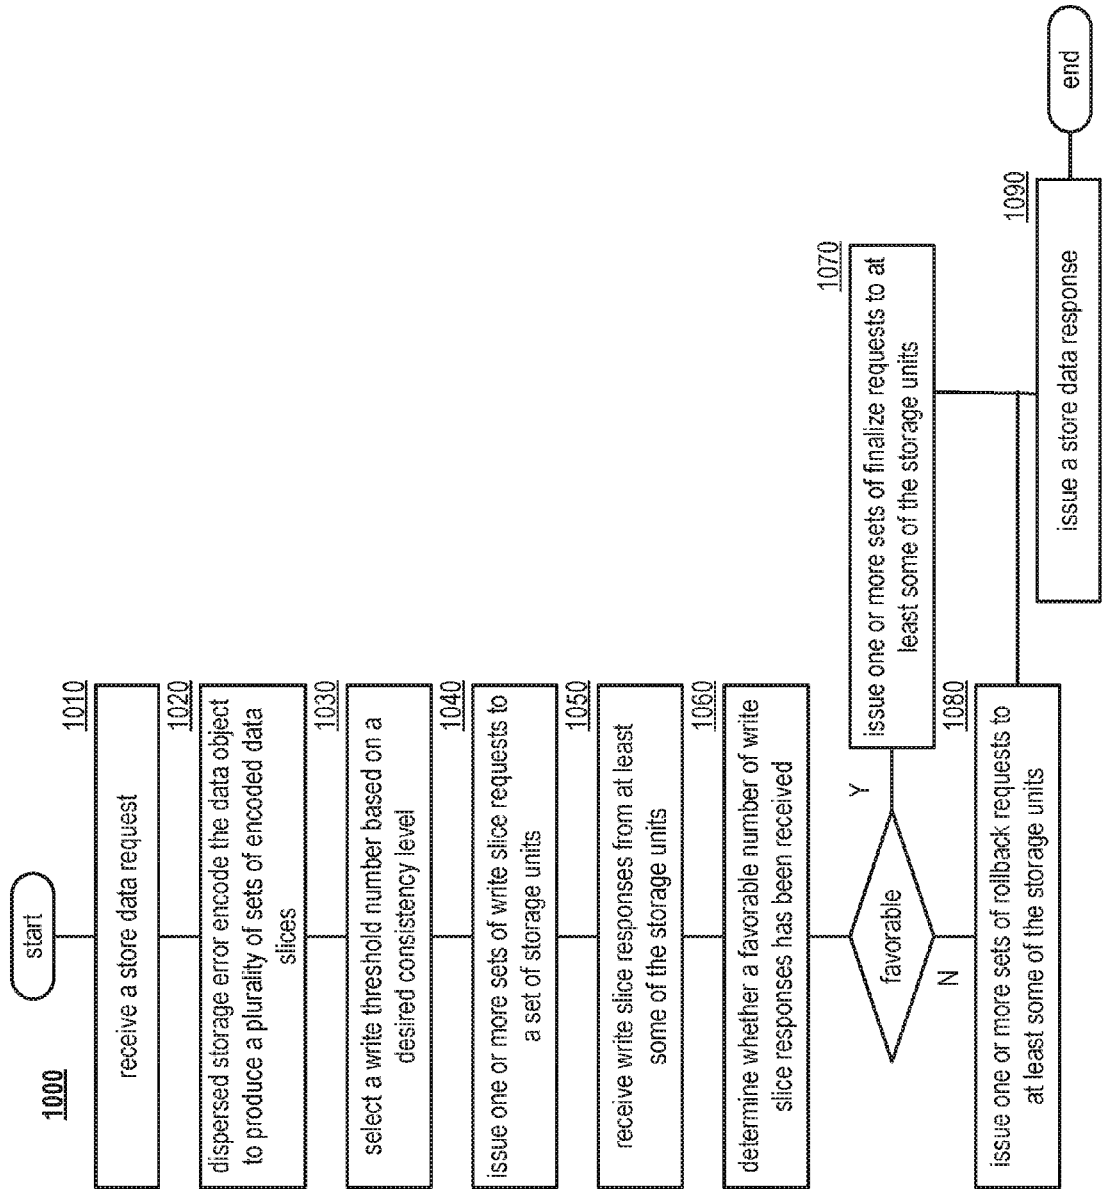 1000
start
1010
receive a store data request
1020
dispersed storage error encode the data object
to produce a plurality of sets of encoded data
slices
1030
select a write threshold number based on a
desired consistency level
1040
issue one or more sets of write slice requests to
a set of storage units
1050
receive write slice responses from at least
some of the storage units
1060
determine whether a favorable number of write
slice responses has been received
favorable
Y
N
1070
issue one or more sets of finalize requests to at
least some of the storage units
1080
issue one or more sets of rollback requests to
at least some of the storage units
1090
issue a store data response
end